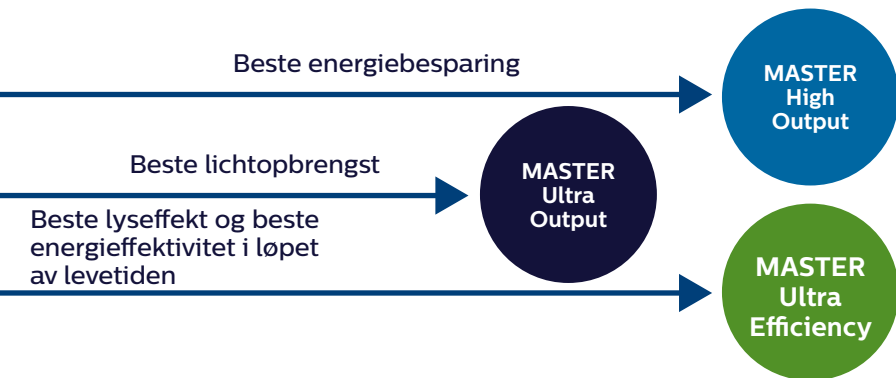 Beste energiebesparing
MASTER
High
Output
Beste lichtopbrengst
MASTER
Ultra
Output
Beste lyseffekt og beste
energieffektivitet i løpet
av levetiden
MASTER
Ultra
Efficiency